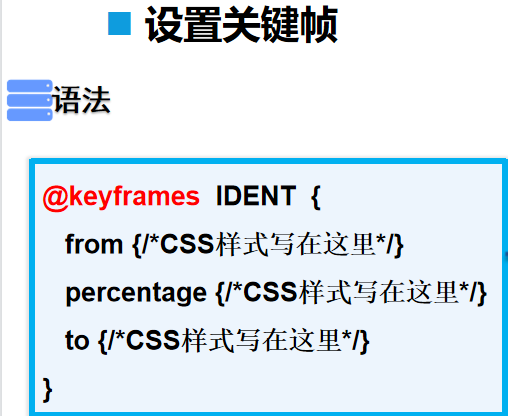 设置关键帧
语法
@keyframes IDENT {
from {/*CSS样式写在这里*/}
percentage {/*CSS样式写在这里*/}
to {/*CSS样式写在这里*/}
}